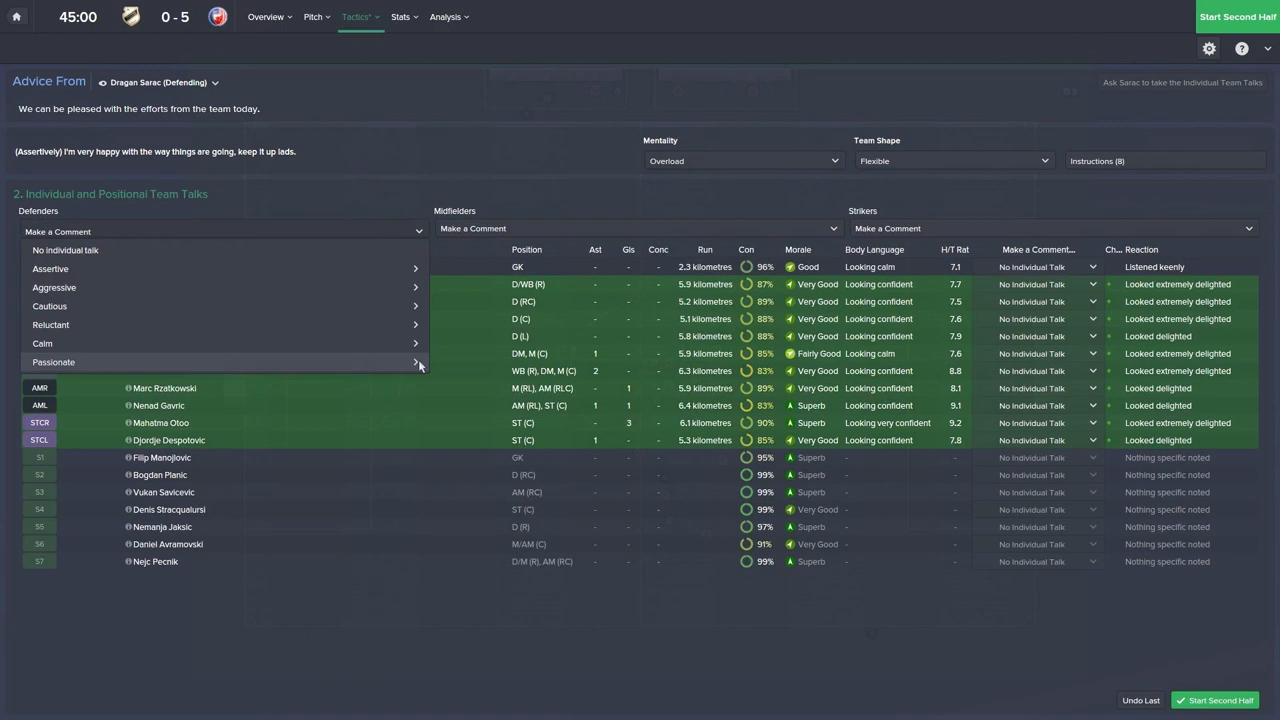 45:00 0 - 5 Overview Pitch Tactics* Stats Analysis Start Second Half
Advice From Dragan Sarac (Defending) Ask Sarac to take the Individual Team Talks
We can be pleased with the efforts from the team today.
Mentality Team Shape
(Assertively) I'm very happy with the way things are going, keep it up lads. Overload Flexible Instructions (8)
2. Individual and Positional Team Talks
Defenders Midfielders Strikers
Make a Comment Make a Comment Make a Comment
No individual talk Position Ast Gls Conc Run Con Morale Body Language H/T Rat Make a Comment... Ch... Reaction
Assertive GK - - - 2.3 kilometres 96% Good Looking calm 7.1 No Individual Talk Listened keenly
Aggressive D/WB (R) - - - 5.9 kilometres 87% Very Good Looking confident 7.7 No Individual Talk Looked extremely delighted
Cautious D (RC) - - - 5.2 kilometres 89% Very Good Looking confident 7.5 No Individual Talk Looked extremely delighted
D (C) - - - 5.1 kilometres 88% Very Good Looking confident 7.6 No Individual Talk Looked extremely delighted
Reluctant D (L) - - - 5.8 kilometres 88% Very Good Looking confident 7.9 No Individual Talk Looked delighted
Calm DM, M (C) 1 - - 5.9 kilometres 85% Fairly Good Looking calm 7.6 No Individual Talk Looked extremely delighted
Passionate WB (R), DM, M (C) 2 - - 6.3 kilometres 83% Very Good Looking confident 8.8 No Individual Talk Looked extremely delighted
AMR Marc Rzatkowski M (RL), AM (RLC) - 1 - 5.9 kilometres 89% Very Good Looking confident 8.1 No Individual Talk Looked delighted
AML Nenad Gavric AM (RL), ST (C) 1 1 - 6.4 kilometres 83% Superb Looking confident 9.1 No Individual Talk Looked delighted
STCR Mahatma Otoo ST (C) - 3 - 6.1 kilometres 90% Superb Looking very confident 9.2 No Individual Talk Looked extremely delighted
STCL Djordje Despotovic ST (C) 1 - - 5.3 kilometres 85% Very Good Looking confident 7.8 No Individual Talk Looked delighted
S1 Filip Manojlovic GK - - - - 95% Superb - - No Individual Talk Nothing specific noted
S2 Bogdan Planic D (RC) - - - - 99% Superb - - No Individual Talk Nothing specific noted
S3 Vukan Savicevic AM (RC) - - - - 99% Superb - - No Individual Talk Nothing specific noted
S4 Denis Stracqualursi ST (C) - - - - 99% Very Good - - No Individual Talk Nothing specific noted
S5 Nemanja Jaksic D (R) - - - - 97% Superb - - No Individual Talk Nothing specific noted
S6 Daniel Avramovski M/AM (C) - - - - 91% Very Good - - No Individual Talk Nothing specific noted
S7 Nejc Pecnik D/M (R), AM (RC) - - - - 99% Superb - - No Individual Talk Nothing specific noted
Undo Last Start Second Half